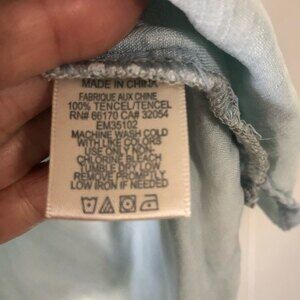 MADE IN CHINA
FABRIQUE AUX CHINE
100% TENCEL/TENCEL
RN# 66170 CA# 32054
EM35102
MACHINE WASH COLD
WITH LIKE COLORS
USE ONLY NON-
CHLORINE BLEACH
TUMBLE DRY LOW
REMOVE PROMPTLY
LOW IRON IF NEEDED